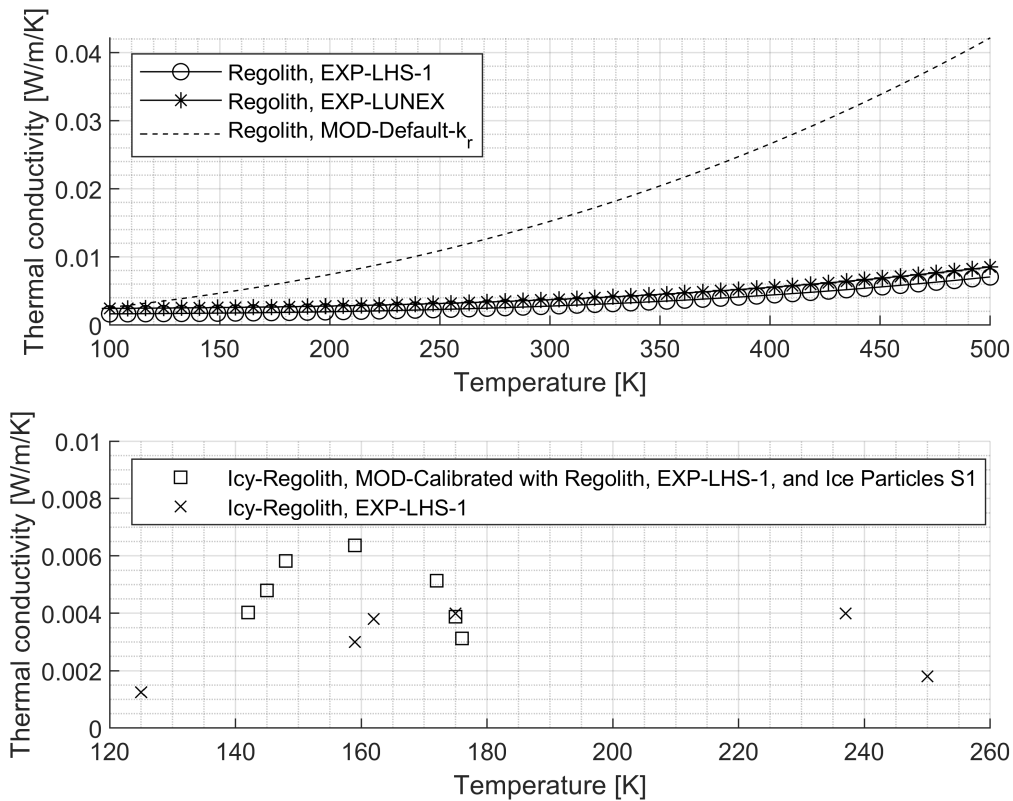 Thermal conductivity [W/m/K]
0.04
0.03
0.02
0.01
0
Regolith, EXP-LHS-1
Regolith, EXP-LUNEX
Regolith, MOD-Default-k_r
100 150 200 250 300 350 400 450 500
Temperature [K]
Thermal conductivity [W/m/K]
0.01
0.008
0.006
0.004
0.002
0
Icy-Regolith, MOD-Calibrated with Regolith, EXP-LHS-1, and Ice Particles S1
Icy-Regolith, EXP-LHS-1
120 140 160 180 200 220 240 260
Temperature [K]